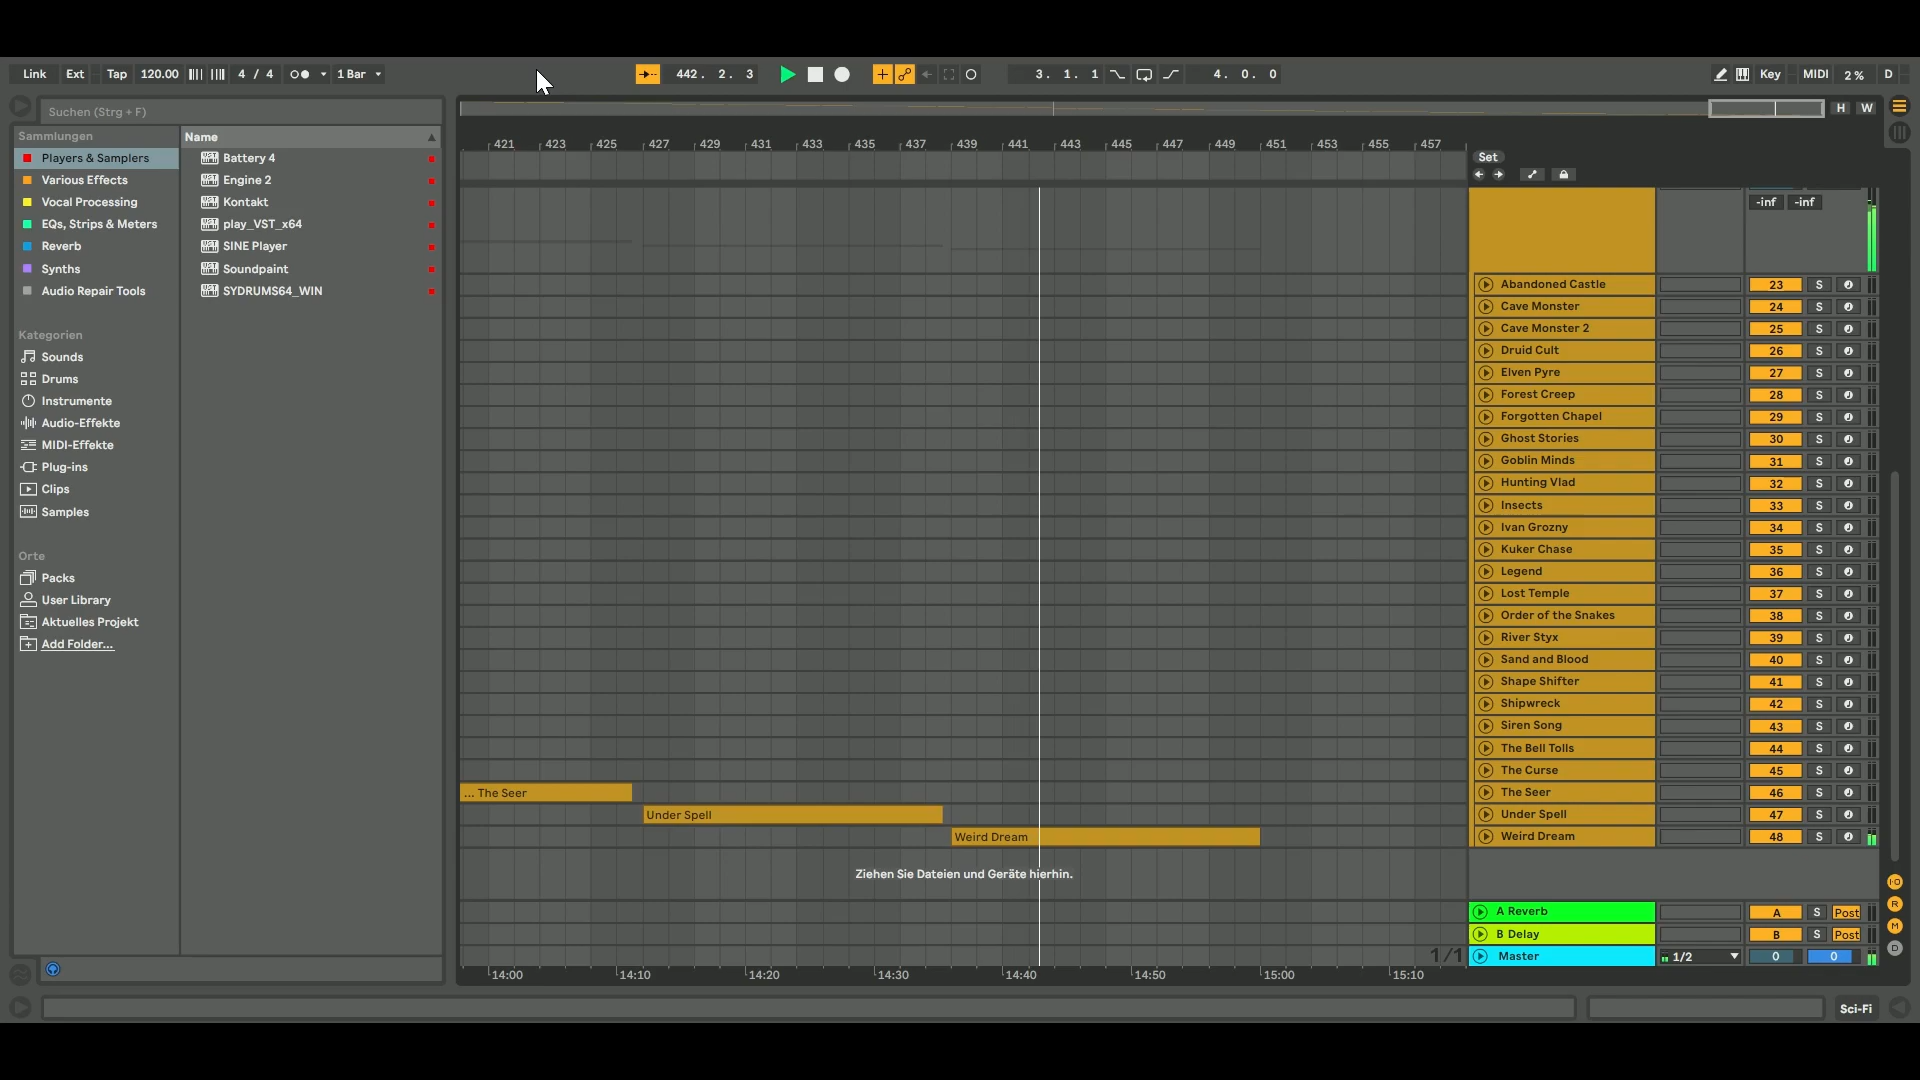 Link Ext Tap 120.00 4 / 4 1 Bar 442. 2. 3 3. 1. 1 4. 0. 0 Key MIDI 2 % D
Suchen (Strg + F)
H W
Sammlungen
Players & Samplers
Various Effects
Vocal Processing
EQs, Strips & Meters
Reverb
Synths
Audio Repair Tools
Kategorien
Sounds
Drums
Instrumente
Audio-Effekte
MIDI-Effekte
Plug-ins
Clips
Samples
Orte
Packs
User Library
Aktuelles Projekt
Add Folder...
Name
Battery 4
Engine 2
Kontakt
play_VST_x64
SINE Player
Soundpaint
SYDRUMS64_WIN
421 423 425 427 429 431 433 435 437 439 441 443 445 447 449 451 453 455 457
Set
-inf -inf
Abandoned Castle 23 S
Cave Monster 24 S
Cave Monster 2 25 S
Druid Cult 26 S
Elven Pyre 27 S
Forest Creep 28 S
Forgotten Chapel 29 S
Ghost Stories 30 S
Goblin Minds 31 S
Hunting Vlad 32 S
Insects 33 S
Ivan Grozny 34 S
Kuker Chase 35 S
Legend 36 S
Lost Temple 37 S
Order of the Snakes 38 S
River Styx 39 S
Sand and Blood 40 S
Shape Shifter 41 S
Shipwreck 42 S
Siren Song 43 S
The Bell Tolls 44 S
The Curse 45 S
... The Seer The Seer 46 S
Under Spell Under Spell 47 S
Weird Dream Weird Dream 48 S
Ziehen Sie Dateien und Geräte hierhin.
A Reverb A S Post
B Delay B S Post
1/1 Master 1/2 0 0
I·O
R
M
D
14:00 14:10 14:20 14:30 14:40 14:50 15:00 15:10
Sci-Fi